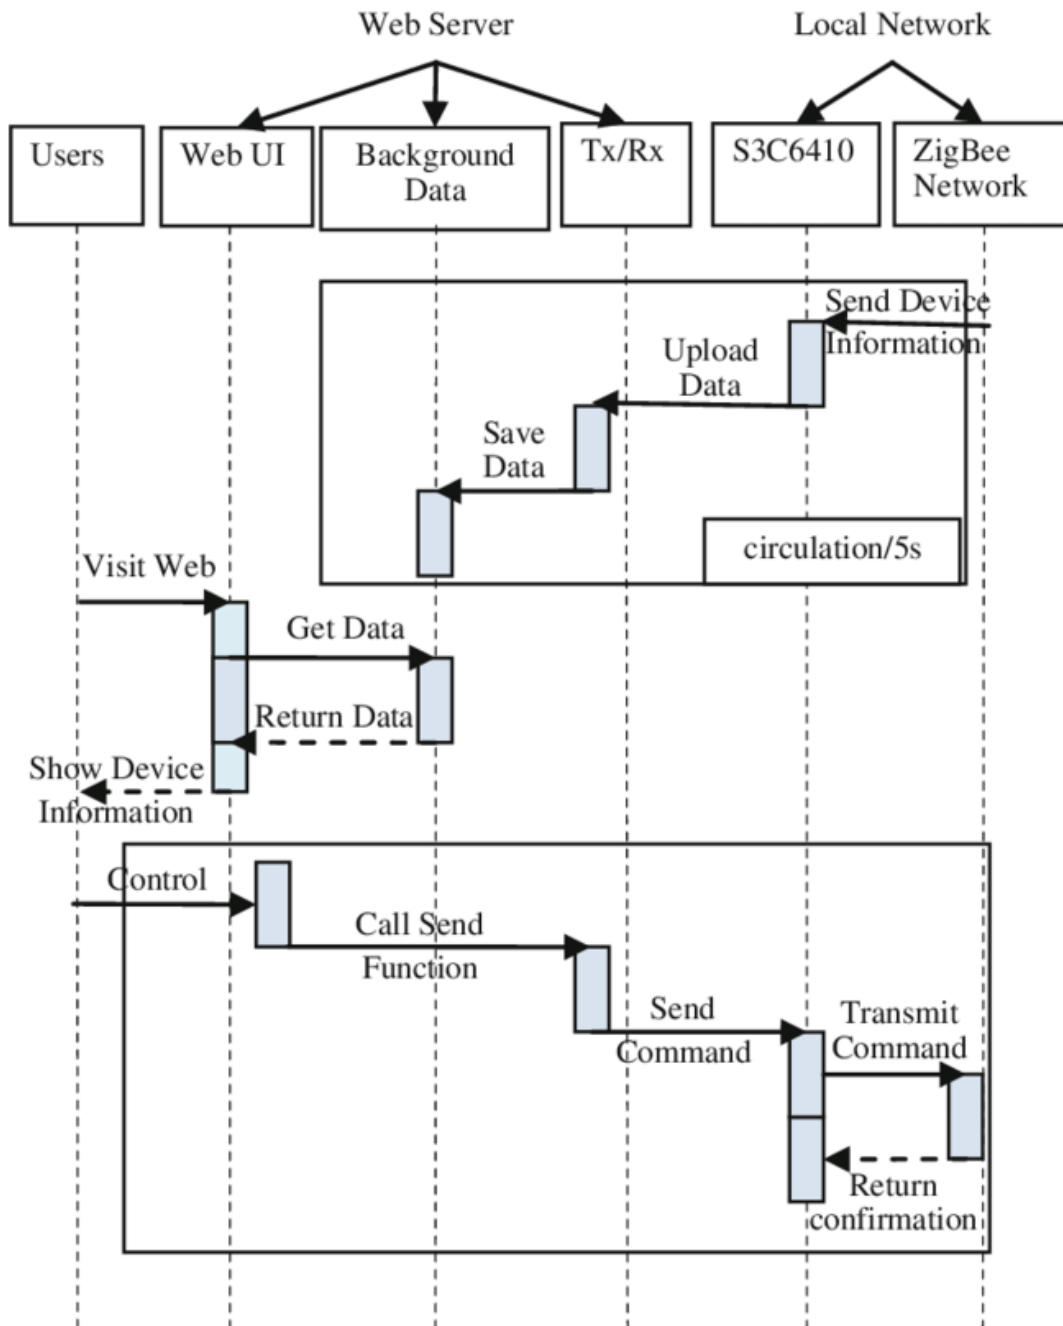 Web Server
Local Network
Users
Web UI
Background
Data
Tx/Rx
S3C6410
ZigBee
Network
Send Device
Information
Upload
Data
Save
Data
circulation/5s
Visit Web
Get Data
Return Data
Show Device
Information
Control
Call Send
Function
Send
Command
Transmit
Command
Return
confirmation